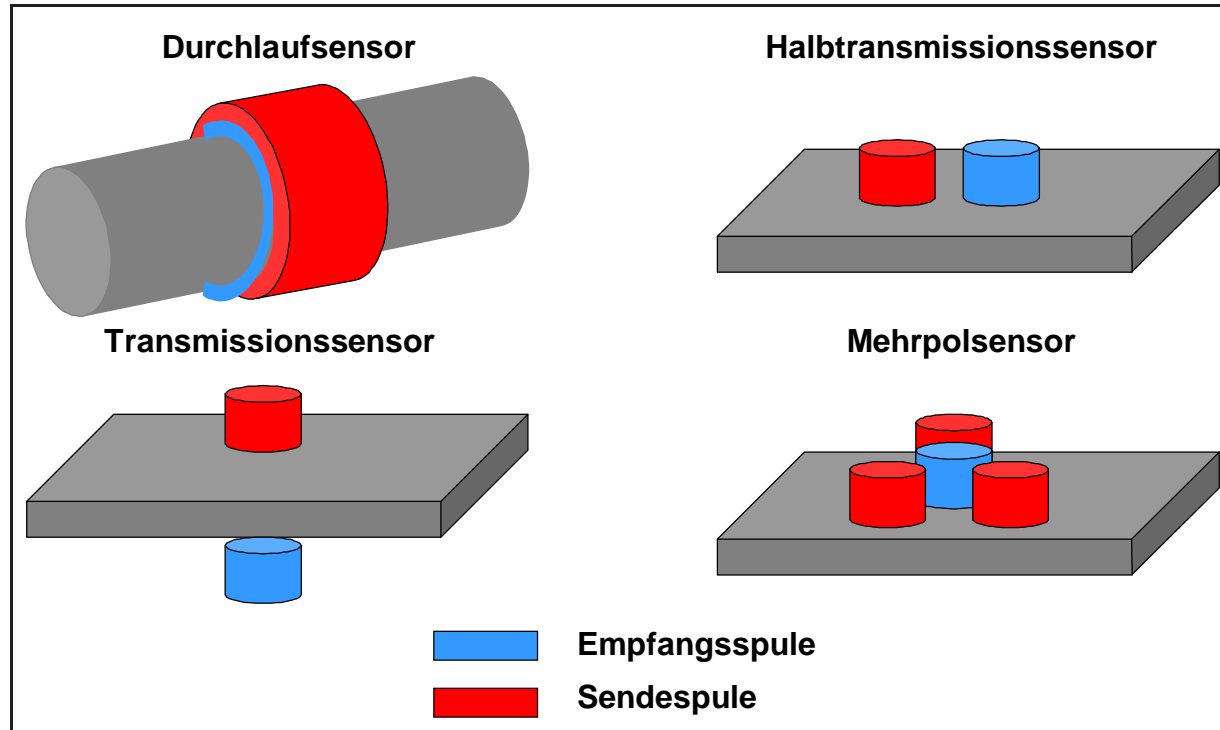 Durchlaufsensor
Halbtransmissionssensor
Transmissionssensor
Mehrpolsensor
Empfangsspule
Sendespule